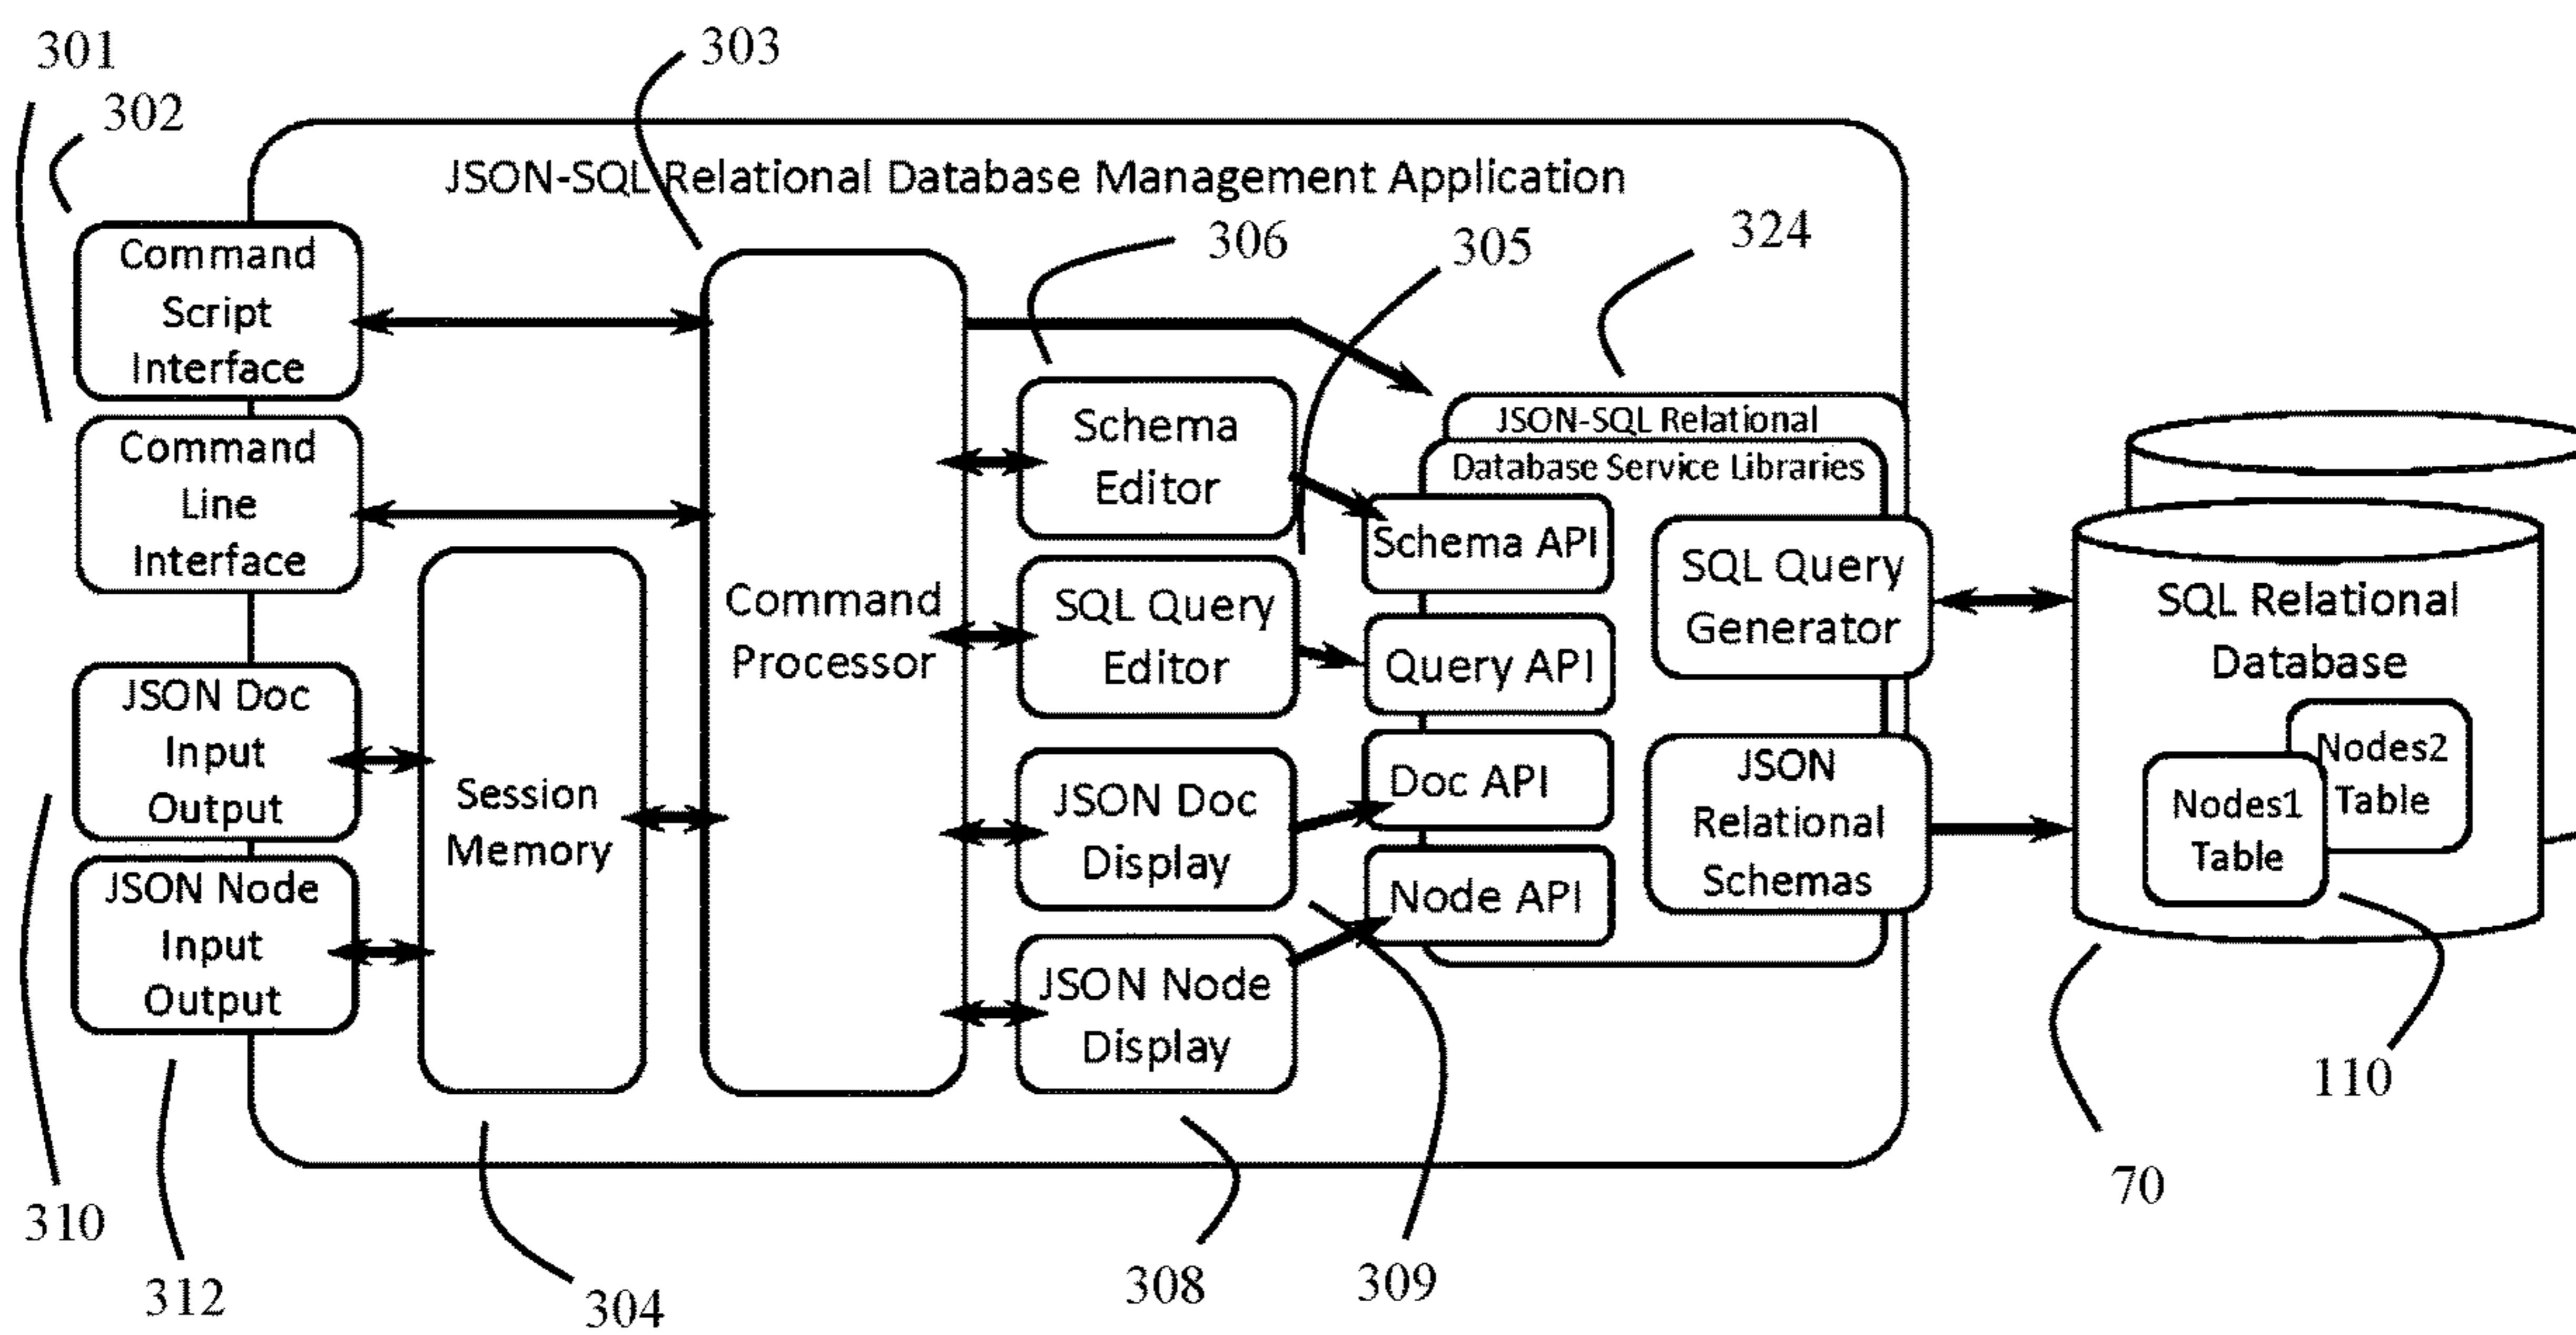 301
302
303
JSON-SQL Relational Database Management Application
306
305
324
Command
Script
Interface
Command
Line
Interface
JSON Doc
Input
Output
JSON Node
Input
Output
Session
Memory
Command
Processor
Schema
Editor
SQL Query
Editor
JSON Doc
Display
JSON Node
Display
JSON-SQL Relational
Database Service Libraries
Schema API
Query API
Doc API
Node API
SQL Query
Generator
JSON
Relational
Schemas
SQL Relational
Database
Nodes2
Table
Nodes1
Table
310
312
304
308
309
70
110